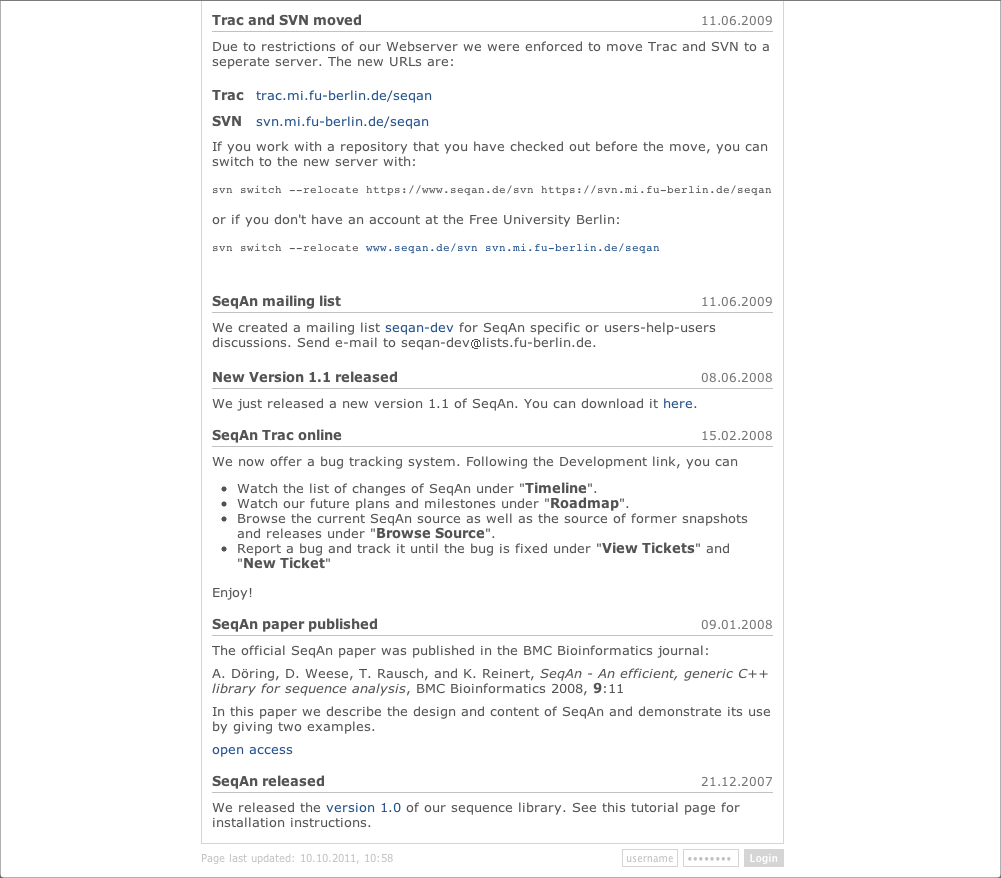 Trac and SVN moved 11.06.2009
Due to restrictions of our Webserver we were enforced to move Trac and SVN to a
seperate server. The new URLs are:
Trac trac.mi.fu-berlin.de/seqan
SVN svn.mi.fu-berlin.de/seqan
If you work with a repository that you have checked out before the move, you can
switch to the new server with:
svn switch --relocate https://www.seqan.de/svn https://svn.mi.fu-berlin.de/seqan
or if you don't have an account at the Free University Berlin:
svn switch --relocate www.seqan.de/svn svn.mi.fu-berlin.de/seqan
SeqAn mailing list 11.06.2009
We created a mailing list seqan-dev for SeqAn specific or users-help-users
discussions. Send e-mail to seqan-dev@lists.fu-berlin.de.
New Version 1.1 released 08.06.2008
We just released a new version 1.1 of SeqAn. You can download it here.
SeqAn Trac online 15.02.2008
We now offer a bug tracking system. Following the Development link, you can
• Watch the list of changes of SeqAn under "Timeline".
• Watch our future plans and milestones under "Roadmap".
• Browse the current SeqAn source as well as the source of former snapshots
and releases under "Browse Source".
• Report a bug and track it until the bug is fixed under "View Tickets" and
"New Ticket"
Enjoy!
SeqAn paper published 09.01.2008
The official SeqAn paper was published in the BMC Bioinformatics journal:
A. Döring, D. Weese, T. Rausch, and K. Reinert, SeqAn - An efficient, generic C++
library for sequence analysis, BMC Bioinformatics 2008, 9:11
In this paper we describe the design and content of SeqAn and demonstrate its use
by giving two examples.
open access
SeqAn released 21.12.2007
We released the version 1.0 of our sequence library. See this tutorial page for
installation instructions.
Page last updated: 10.10.2011, 10:58 username •••••••• Login